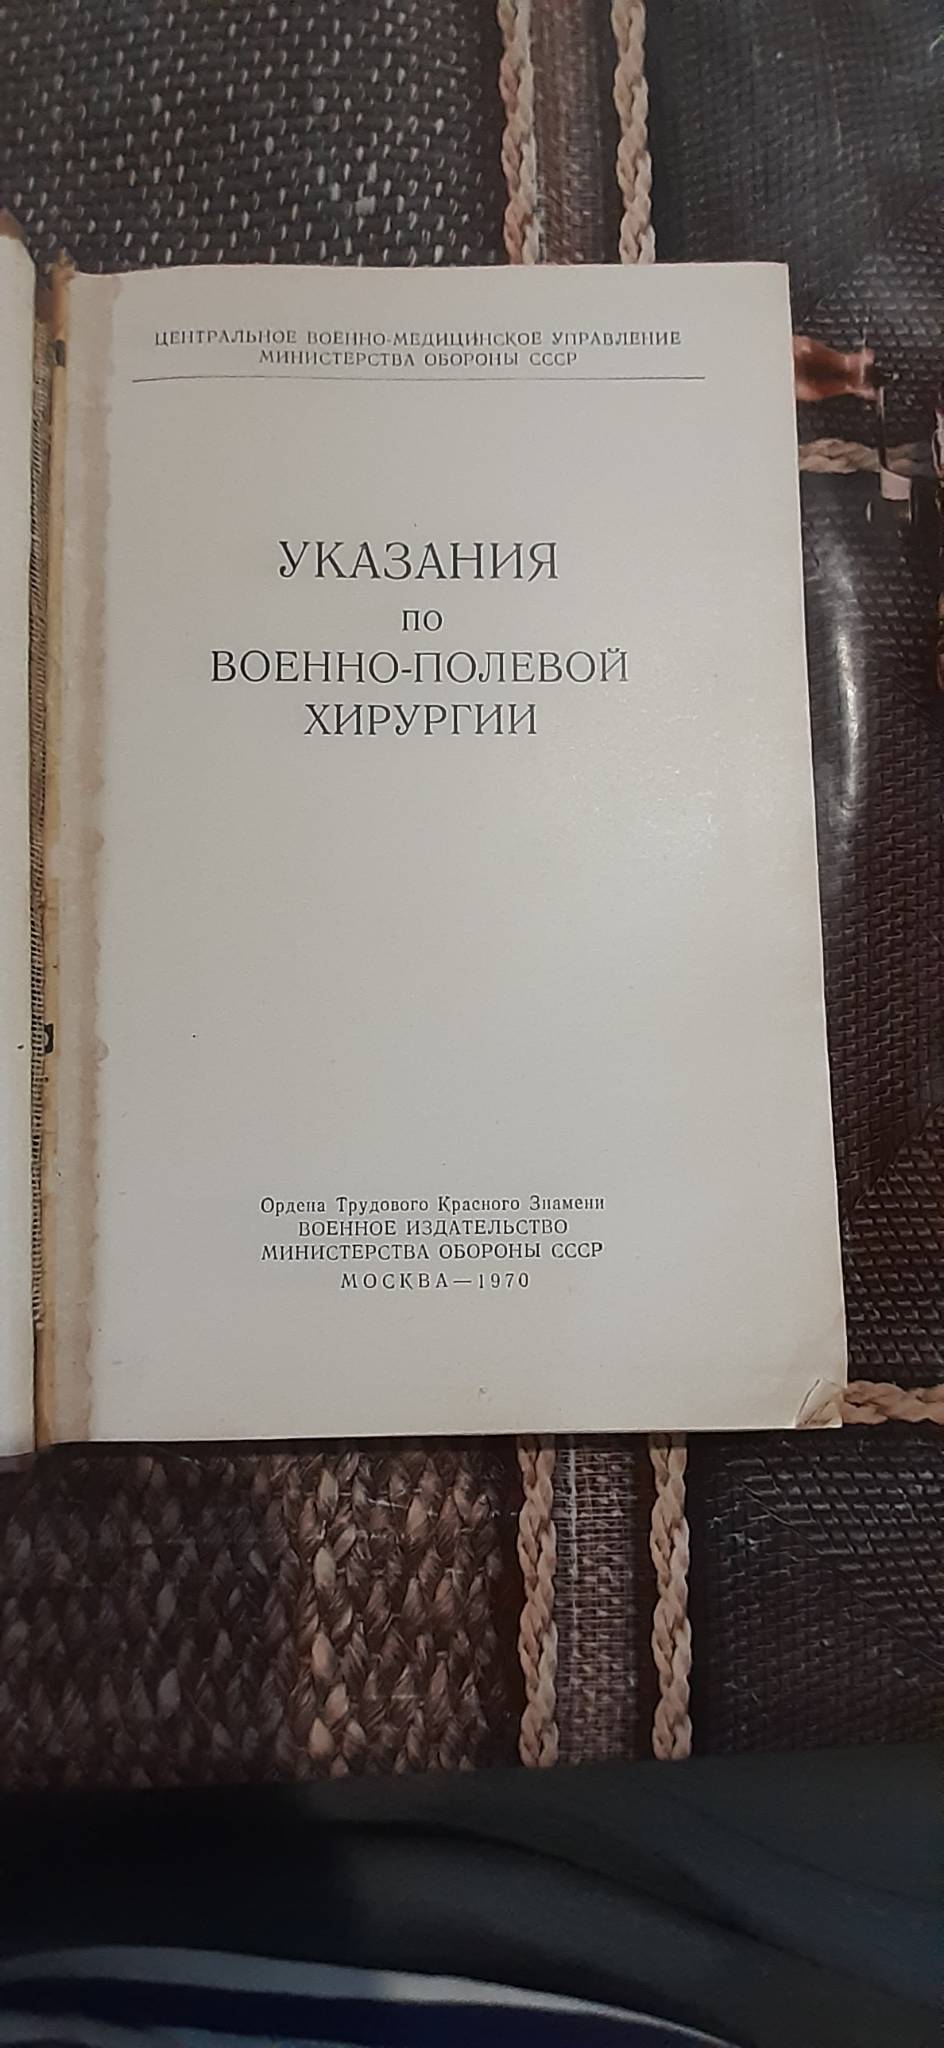 ЦЕНТРАЛЬНОЕ ВОЕННО-МЕДИЦИНСКОЕ УПРАВЛЕНИЕ
МИНИСТЕРСТВА ОБОРОНЫ СССР
УКАЗАНИЯ
ПО
ВОЕННО-ПОЛЕВОЙ
ХИРУРГИИ
Ордена Трудового Красного Знамени
ВОЕННОЕ ИЗДАТЕЛЬСТВО
МИНИСТЕРСТВА ОБОРОНЫ СССР
МОСКВА—1970